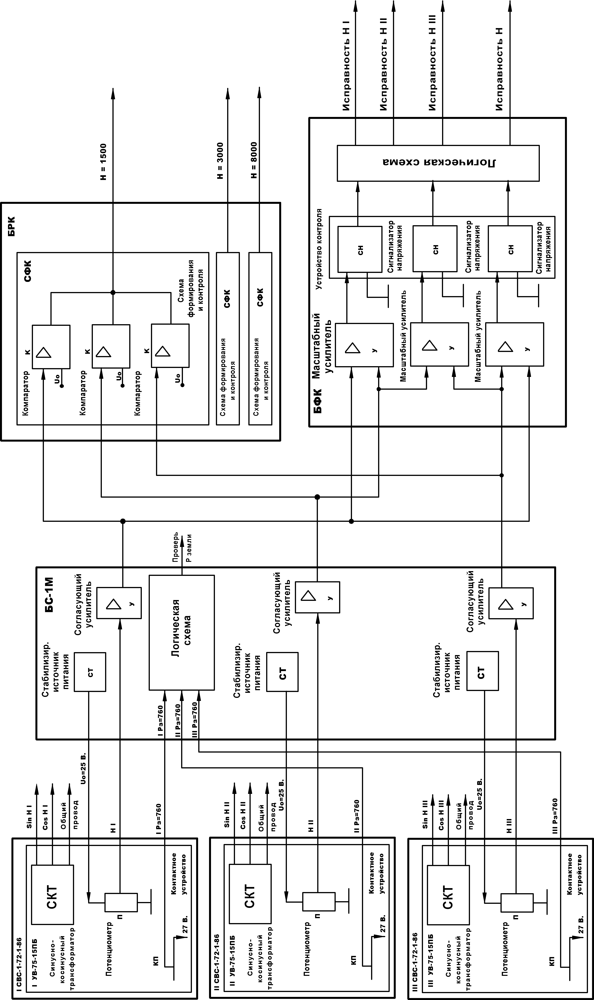 I СВС-1-72-1-86
I УВ-75-15ПБ
СКТ
Синусно-
косинусный
трансформатор
Sin H I
Cos H I
Общий
провод
Uo=25 В.
H I
П
Потенциометр
I Рз=760
Контактное
устройство
27 В.
КП
II СВС-1-72-1-86
II УВ-75-15ПБ
СКТ
Синусно-
косинусный
трансформатор
Sin H II
Cos H II
Общий
провод
Uo=25 В.
H II
П
Потенциометр
II Рз=760
Контактное
устройство
27 В.
КП
III СВС-1-72-1-86
III УВ-75-15ПБ
СКТ
Синусно-
косинусный
трансформатор
Sin H III
Cos H III
Общий
провод
Uo=25 В.
H III
П
Потенциометр
III Рз=760
Контактное
устройство
27 В.
КП
БС-1М
Стабилизир.
источник
питания
СТ
Согласующий
усилитель
У
I Рз=760
II Рз=760
III Рз=760
Логическая
схема
Проверь
Р земли
Стабилизир.
источник
питания
СТ
Согласующий
усилитель
У
Стабилизир.
источник
питания
СТ
Согласующий
усилитель
У
БРК
СФК
Компаратор
К
Uo
Компаратор
К
Uo
Компаратор
К
Uo
Схема
формирования
и контроля
H = 1500
Схема формирования
и контроля
СФК
H = 3000
Схема формирования
и контроля
СФК
H = 8000
БФК
Масштабный
усилитель
У
Масштабный усилитель
У
Масштабный усилитель
У
Устройство контроля
СН
Сигнализатор
напряжения
СН
Сигнализатор
напряжения
СН
Сигнализатор
напряжения
Логическая схема
Исправность H I
Исправность H II
Исправность H III
Исправность H